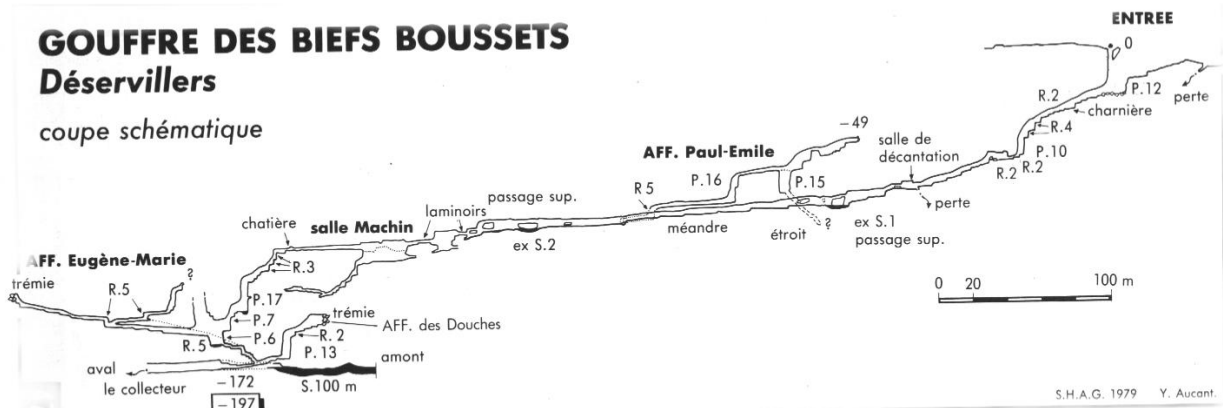 GOUFFRE DES BIEFS BOUSSETS
Déservillers
coupe schématique
ENTREE
0
R.2
P.12
perte
charnière
R.4
P.10
R.2
R.2
salle de
décantation
perte
-49
AFF. Paul-Emile
P.16
P.15
R5
méandre
étroit
?
ex S.1
passage sup.
passage sup.
ex S.2
laminoirs
salle Machin
chatière
R.3
AFF. Eugène-Marie
trémie
R.5
?
P.17
P.7
P.6
R.5
trémie
AFF. des Douches
R.2
P.13
aval
amont
le collecteur
-172
S.100 m
-197
0 20 100 m
S.H.A.G. 1979 Y. Aucant.